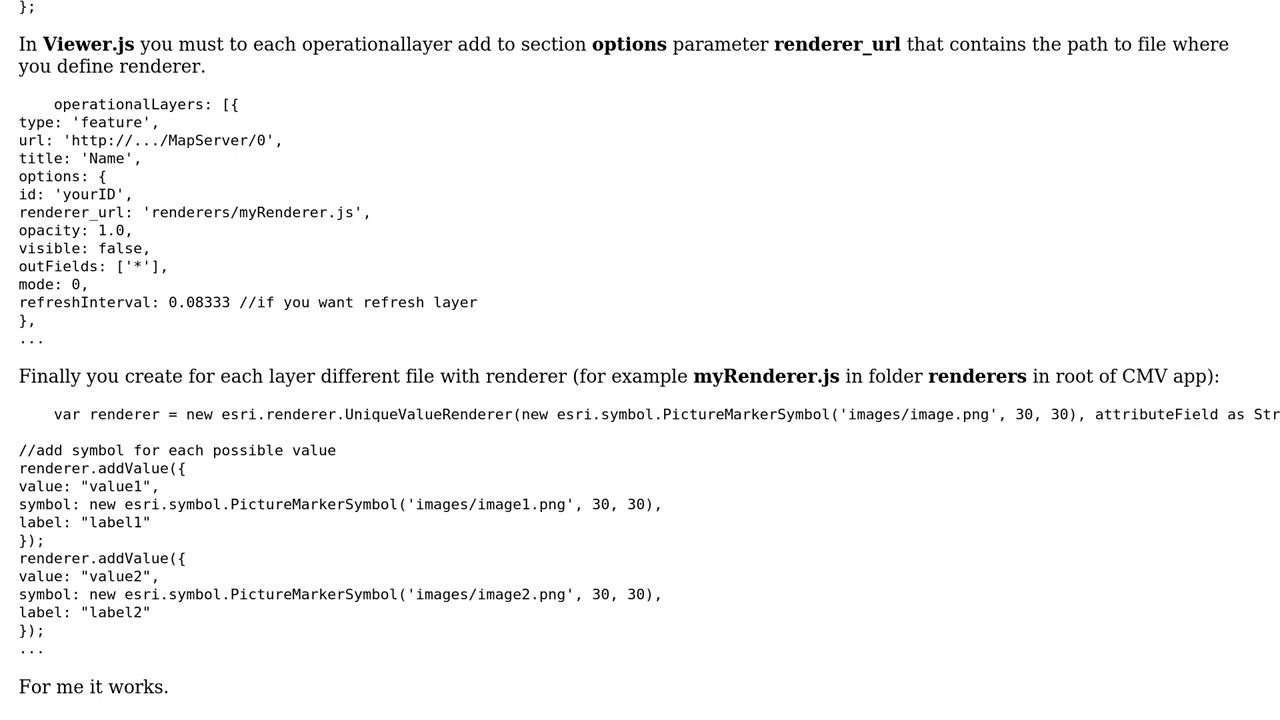 };
In Viewer.js you must to each operationallayer add to section options parameter renderer_url that contains the path to file where
you define renderer.
operationalLayers: [{
type: 'feature',
url: 'http://.../MapServer/0',
title: 'Name',
options: {
id: 'yourID',
renderer_url: 'renderers/myRenderer.js',
opacity: 1.0,
visible: false,
outFields: ['*'],
mode: 0,
refreshInterval: 0.08333 //if you want refresh layer
},
...
Finally you create for each layer different file with renderer (for example myRenderer.js in folder renderers in root of CMV app):
var renderer = new esri.renderer.UniqueValueRenderer(new esri.symbol.PictureMarkerSymbol('images/image.png', 30, 30), attributeField as Str
//add symbol for each possible value
renderer.addValue({
value: "value1",
symbol: new esri.symbol.PictureMarkerSymbol('images/image1.png', 30, 30),
label: "label1"
});
renderer.addValue({
value: "value2",
symbol: new esri.symbol.PictureMarkerSymbol('images/image2.png', 30, 30),
label: "label2"
});
...
For me it works.